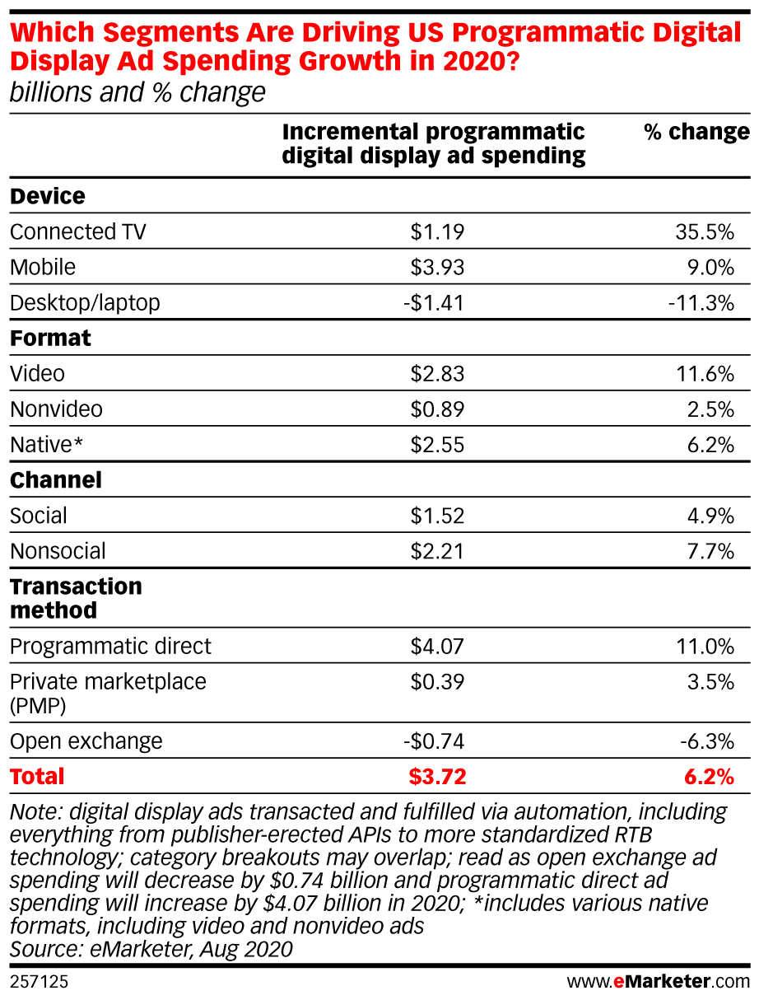 Which Segments Are Driving US Programmatic Digital
Display Ad Spending Growth in 2020?
billions and % change
Incremental programmatic
digital display ad spending
% change
Device
Connected TV $1.19 35.5%
Mobile $3.93 9.0%
Desktop/laptop -$1.41 -11.3%
Format
Video $2.83 11.6%
Nonvideo $0.89 2.5%
Native* $2.55 6.2%
Channel
Social $1.52 4.9%
Nonsocial $2.21 7.7%
Transaction
method
Programmatic direct $4.07 11.0%
Private marketplace $0.39 3.5%
(PMP)
Open exchange -$0.74 -6.3%
Total $3.72 6.2%
Note: digital display ads transacted and fulfilled via automation, including
everything from publisher-erected APIs to more standardized RTB
technology; category breakouts may overlap; read as open exchange ad
spending will decrease by $0.74 billion and programmatic direct ad
spending will increase by $4.07 billion in 2020; *includes various native
formats, including video and nonvideo ads
Source: eMarketer, Aug 2020
257125 www.eMarketer.com